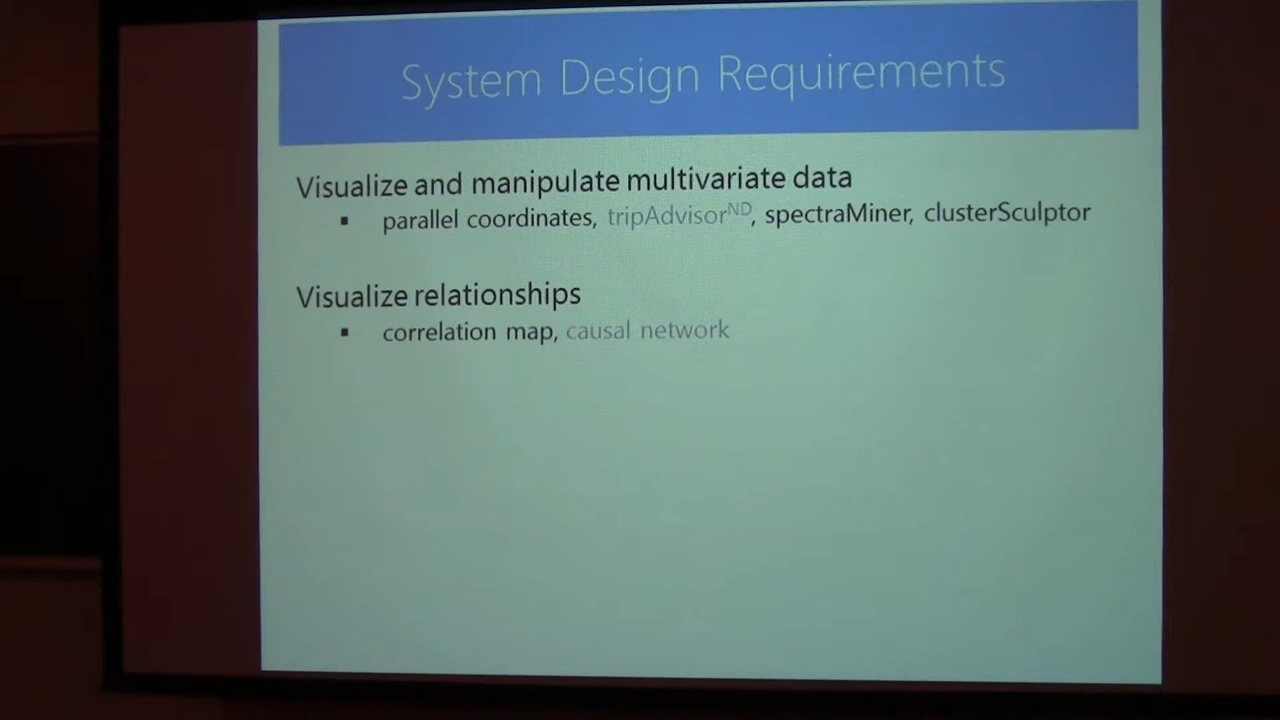 System Design Requirements
Visualize and manipulate multivariate data
▪ parallel coordinates, tripAdvisorᴺᴰ, spectraMiner, clusterSculptor
Visualize relationships
▪ correlation map, causal network